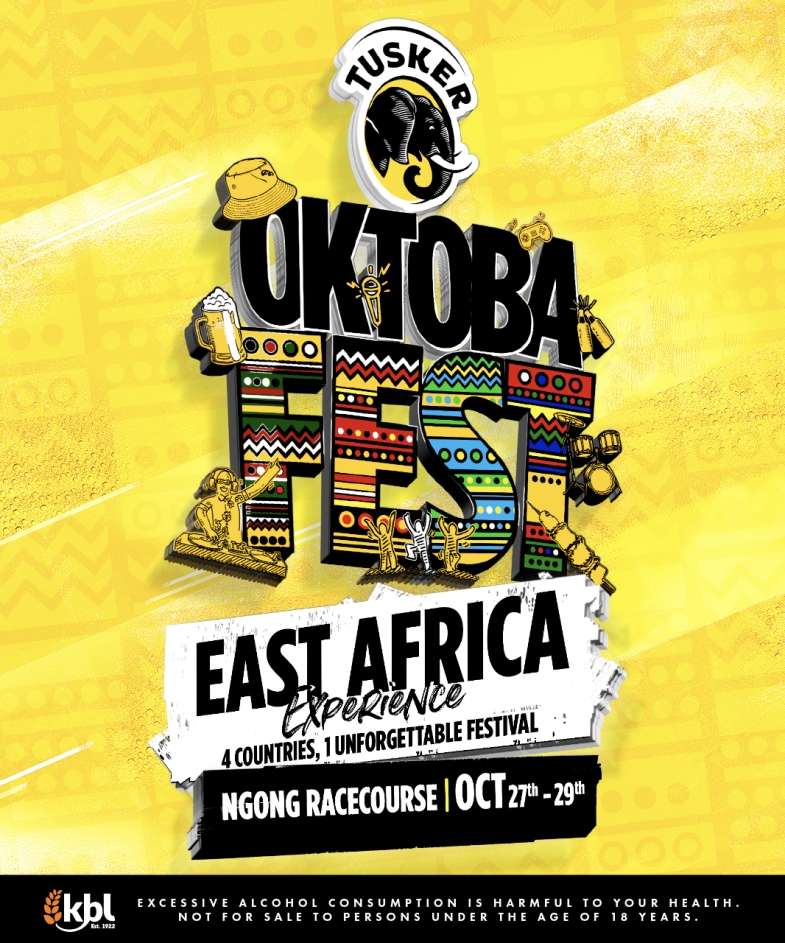 TUSKER
OKTOBA
FEST
EAST AFRICA
EXPERIENCE
4 COUNTRIES, 1 UNFORGETTABLE FESTIVAL
NGONG RACECOURSE | OCT 27th - 29th
kbl
Est. 1922
EXCESSIVE ALCOHOL CONSUMPTION IS HARMFUL TO YOUR HEALTH.
NOT FOR SALE TO PERSONS UNDER THE AGE OF 18 YEARS.